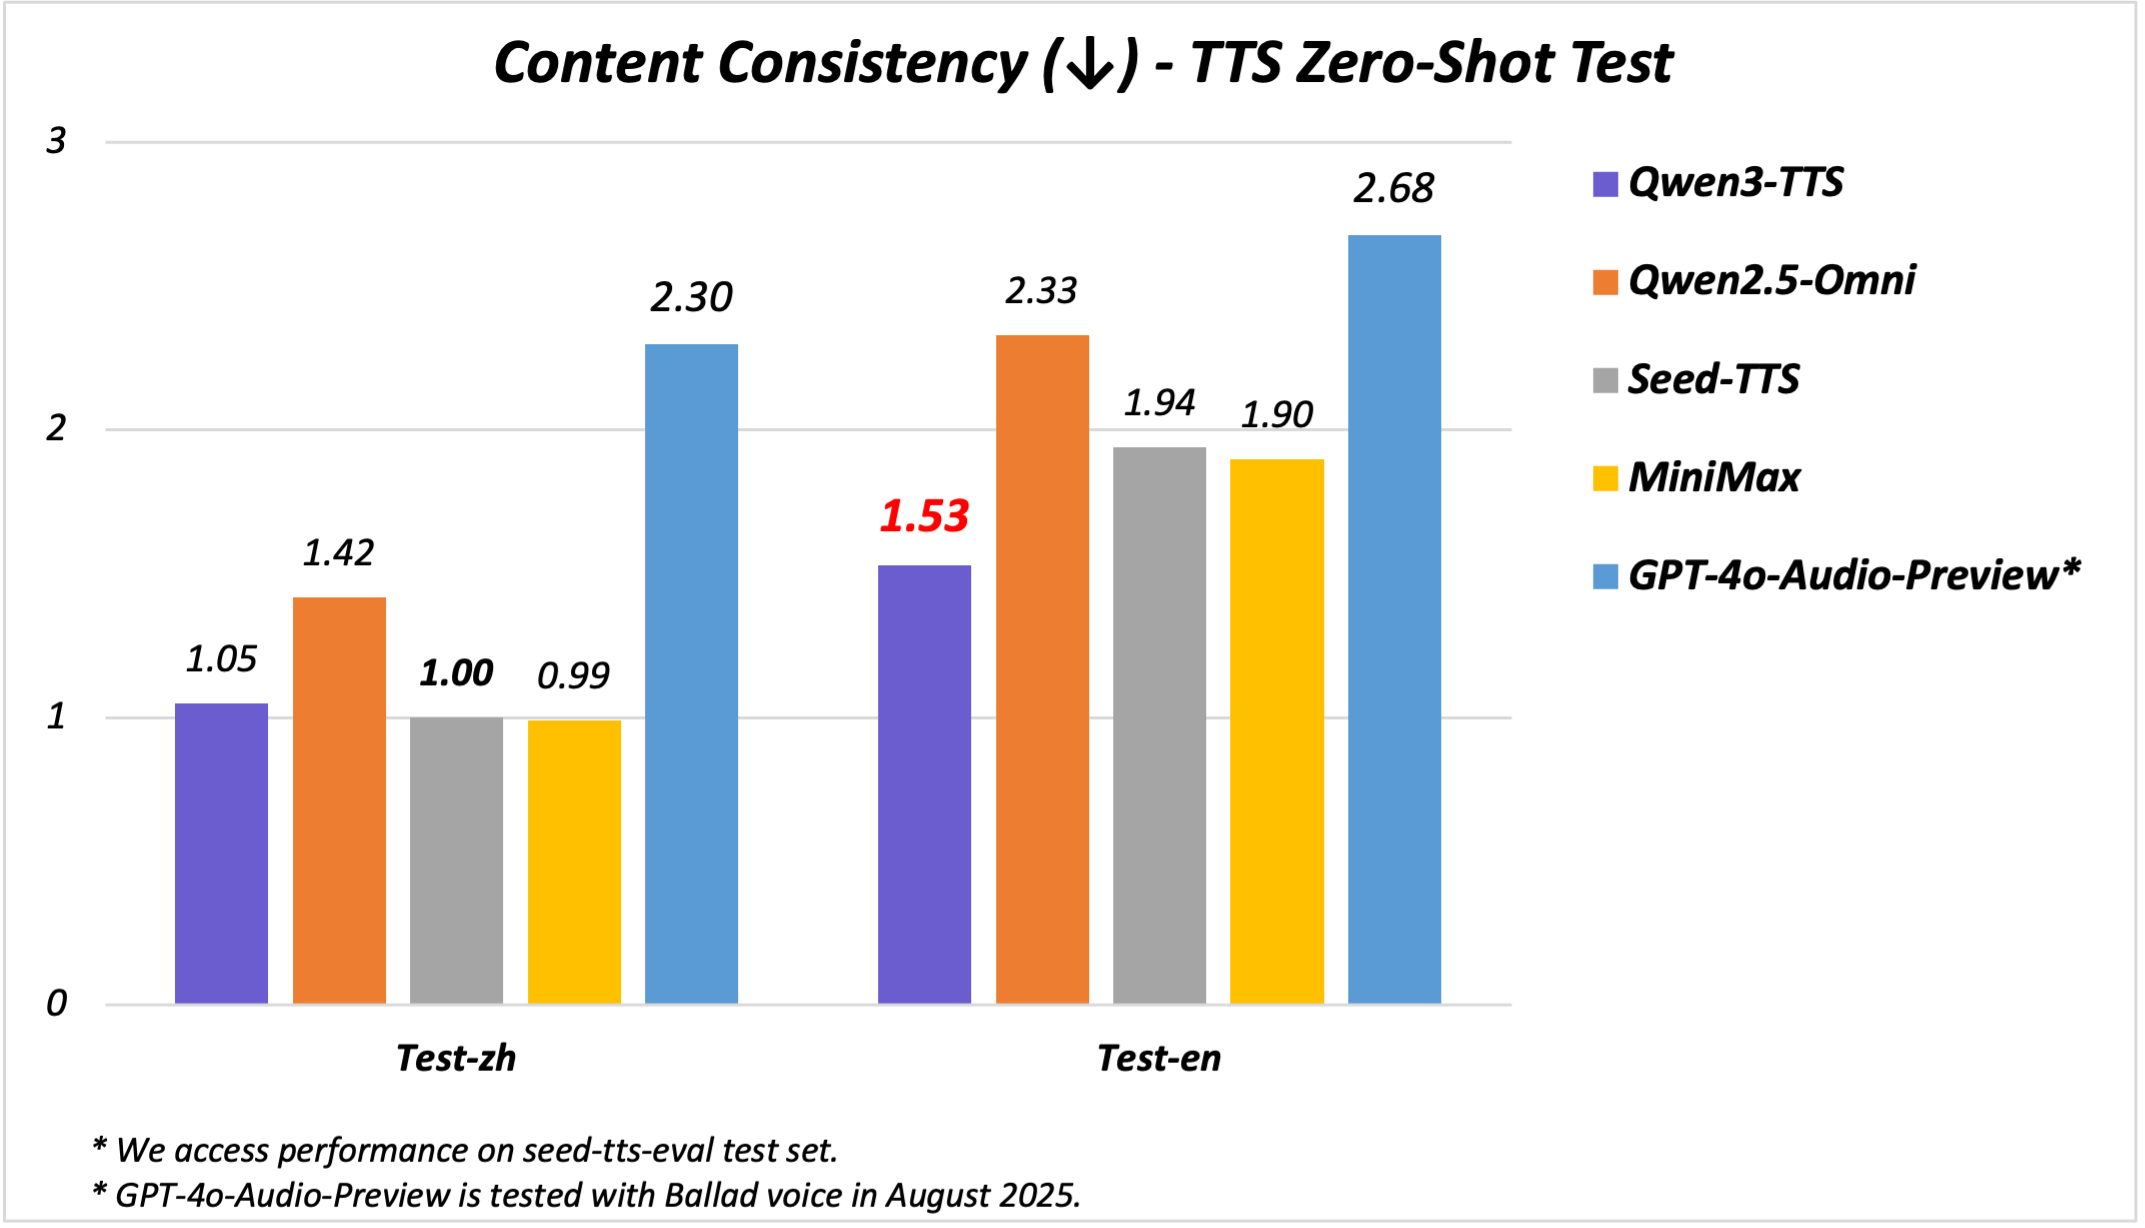 Content Consistency (↓) - TTS Zero-Shot Test
3
2
1
0
1.05
1.42
1.00
0.99
2.30
1.53
2.33
1.94
1.90
2.68
Test-zh
Test-en
Qwen3-TTS
Qwen2.5-Omni
Seed-TTS
MiniMax
GPT-4o-Audio-Preview*
* We access performance on seed-tts-eval test set.
* GPT-4o-Audio-Preview is tested with Ballad voice in August 2025.